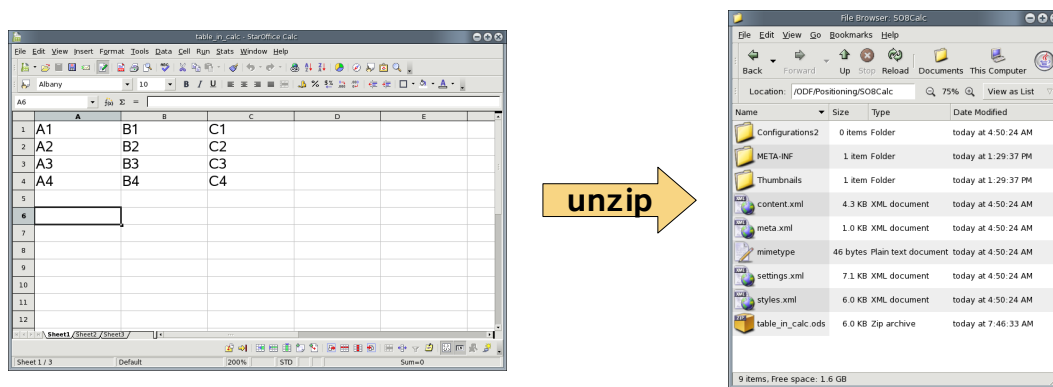 table_in_calc - StarOffice Calc
File Edit View Insert Format Tools Data Cell Run Stats Window Help
Albany 10 B I U
A6 f(x) Σ =
A B C D E
1 A1 B1 C1
2 A2 B2 C2
3 A3 B3 C3
4 A4 B4 C4
5
6
7
8
9
10
11
12
Sheet1 Sheet2 Sheet3
Sheet 1 / 3 Default 200% STD Sum=0
unzip
File Browser: SO8Calc
File Edit View Go Bookmarks Help
Back Forward Up Stop Reload Documents This Computer
Location: /ODF/Positioning/SO8Calc 75% View as List
Name Size Type Date Modified
Configurations2 0 items Folder today at 4:50:24 AM
META-INF 1 item Folder today at 1:29:37 PM
Thumbnails 1 item Folder today at 1:29:37 PM
content.xml 4.3 KB XML document today at 4:50:24 AM
meta.xml 1.0 KB XML document today at 4:50:24 AM
mimetype 46 bytes Plain text document today at 4:50:24 AM
settings.xml 7.1 KB XML document today at 4:50:24 AM
styles.xml 6.0 KB XML document today at 4:50:24 AM
table_in_calc.ods 6.0 KB Zip archive today at 7:46:33 AM
9 items, Free space: 1.6 GB